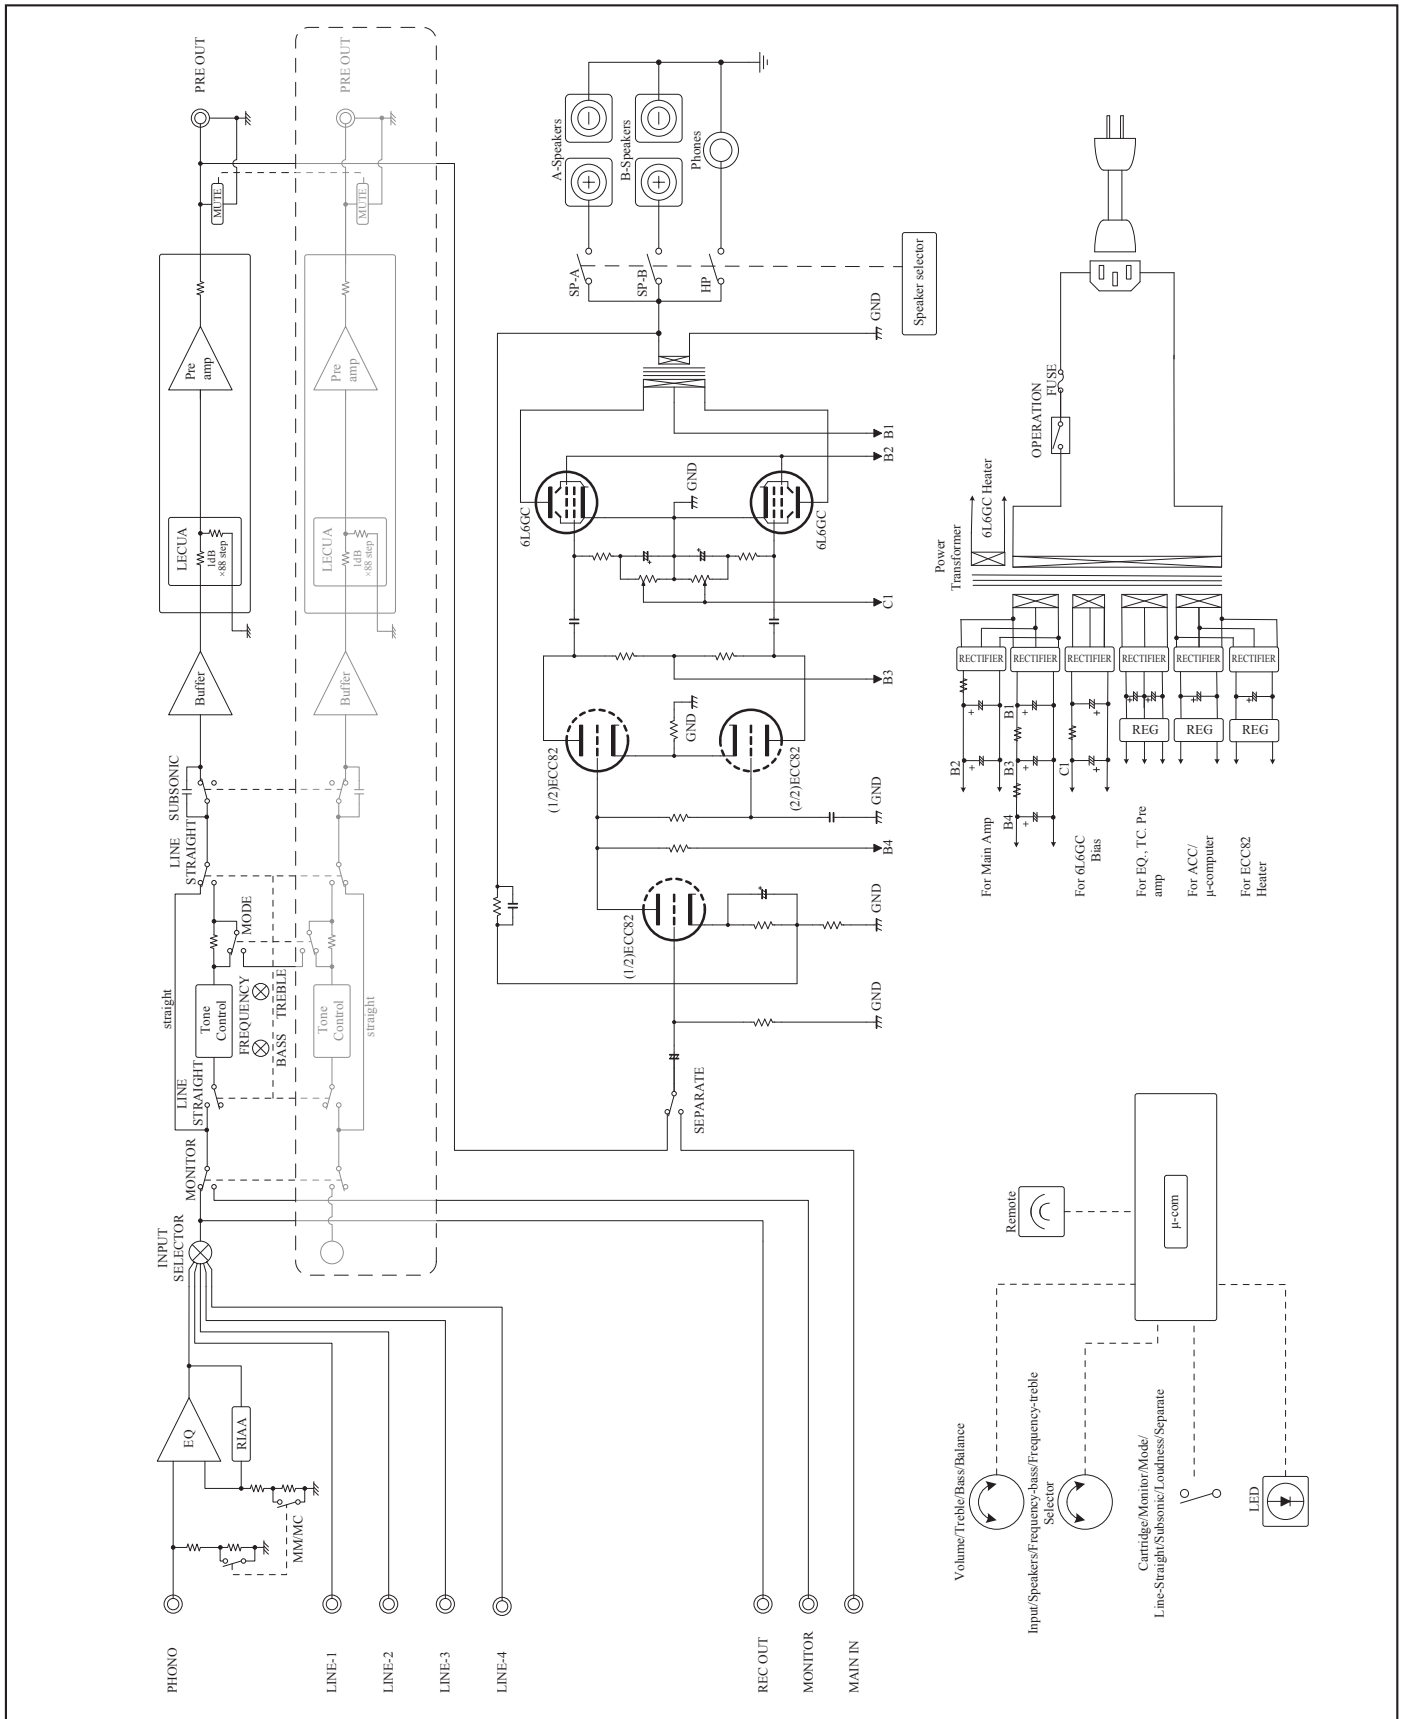 PRE OUT
PRE OUT
MUTE
MUTE
Pre
amp
Pre
amp
LECUA
1dB
×88 step
LECUA
1dB
×88 step
Buffer
Buffer
SUBSONIC
LINE
STRAIGHT
MODE
straight
Tone
Control
FREQUENCY
BASS
TREBLE
Tone
Control
straight
LINE
STRAIGHT
MONITOR
INPUT
SELECTOR
EQ
RIAA
MM/MC
PHONO
LINE-1
LINE-2
LINE-3
LINE-4
REC OUT
MONITOR
MAIN IN
A-Speakers
B-Speakers
Phones
SP-A
SP-B
HP
Speaker selector
GND
B1
B2
6L6GC
GND
6L6GC
C1
B3
GND
(1/2)ECC82
(2/2)ECC82
GND
B4
(1/2)ECC82
GND
GND
SEPARATE
FUSE
OPERATION
6L6GC Heater
Power
Transformer
RECTIFIER
RECTIFIER
RECTIFIER
RECTIFIER
RECTIFIER
RECTIFIER
B1
B2
B3
C1
B4
REG
REG
REG
For Main Amp
For 6L6GC
Bias
For EQ., TC. Pre
amp
For ACC/
μ-computer
For ECC82
Heater
Remote
μ-com
Volume/Treble/Bass/Balance
Input/Speakers/Frequency-bass/Frequency-treble
Selector
Cartridge/Monitor/Mode/
Line-Straight/Subsonic/Loudness/Separate
LED